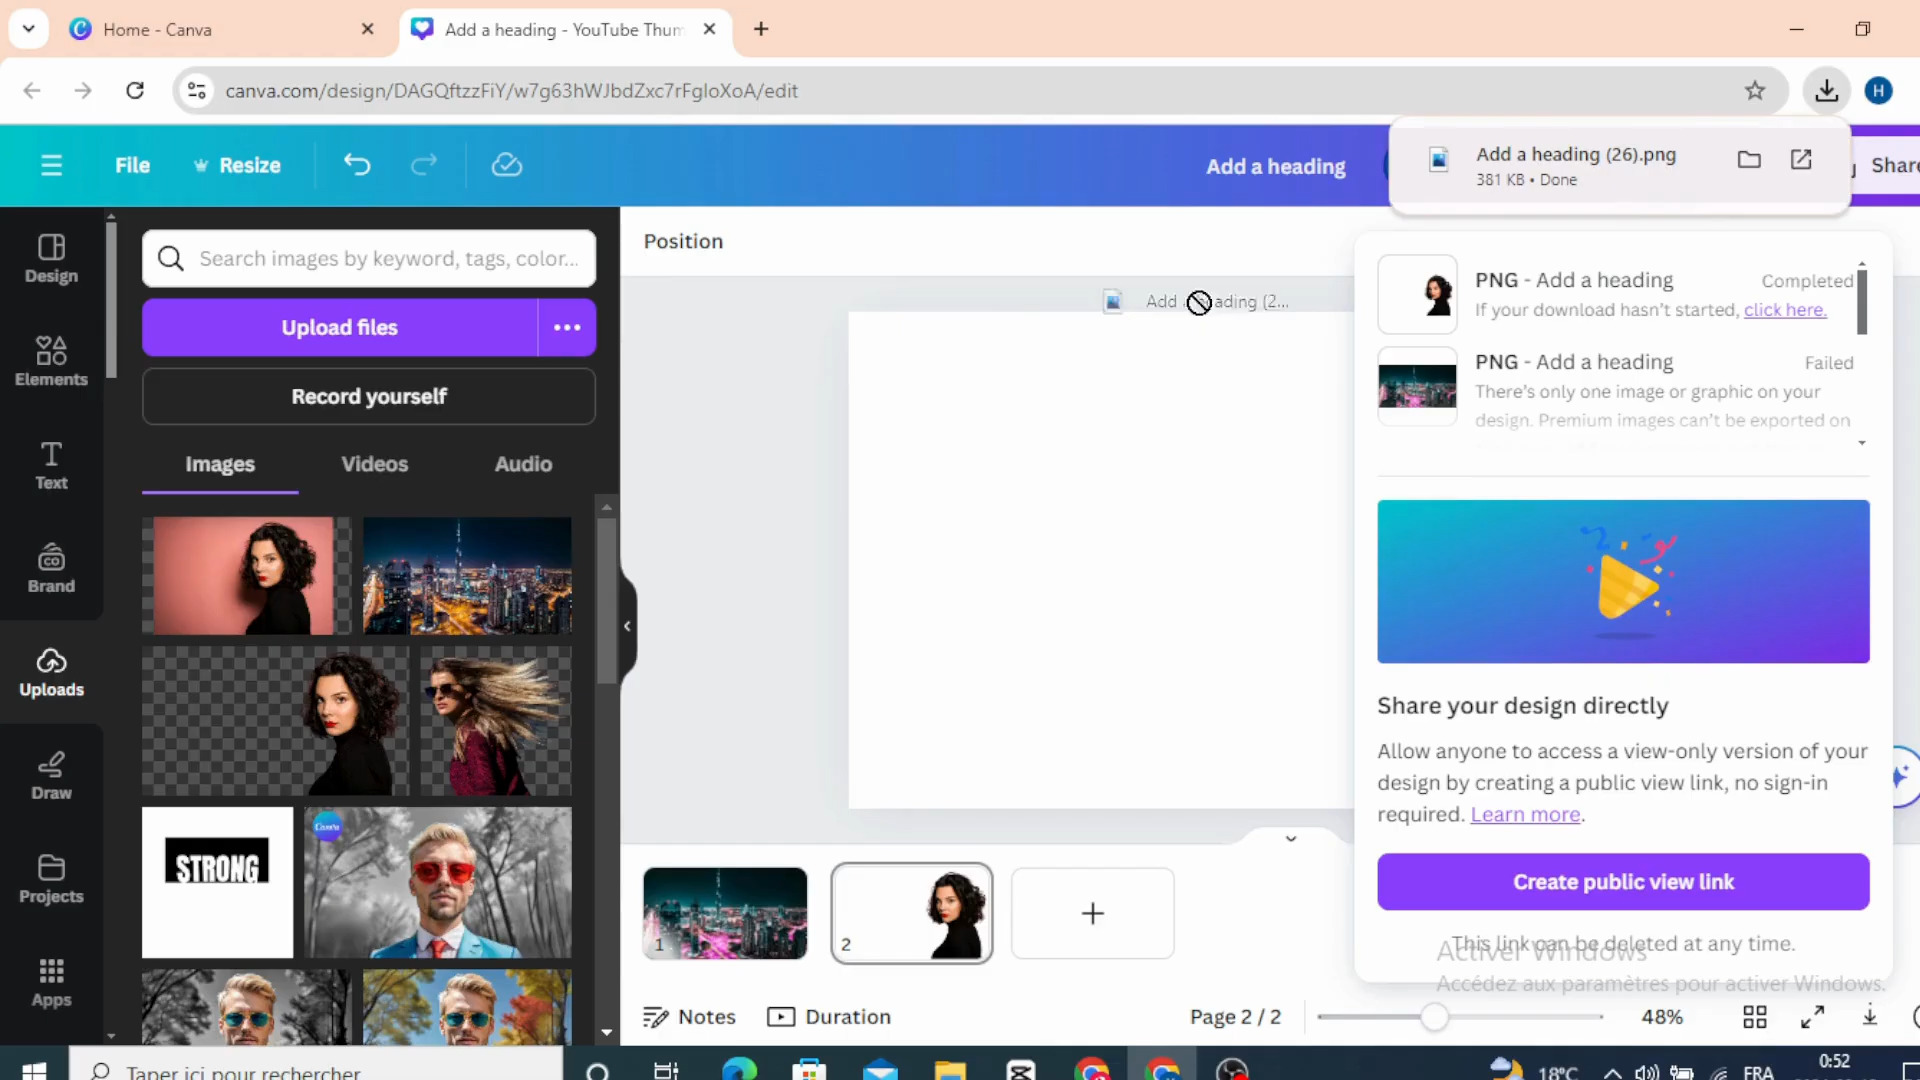 Home - Canva
Add a heading - YouTube Thum
canva.com/design/DAGQftzzFiY/w7g63hWJbdZxc7rFgloXoA/edit
H
File
Resize
Add a heading
Share
Add a heading (26).png
381 KB • Done
Design
Elements
Text
Brand
Uploads
Draw
Projects
Apps
Search images by keyword, tags, color...
Upload files
Record yourself
Images
Videos
Audio
STRONG
Canva
Position
Add a heading (2...
PNG - Add a heading
Completed
If your download hasn't started, click here.
PNG - Add a heading
Failed
There's only one image or graphic on your
design. Premium images can't be exported on
Share your design directly
Allow anyone to access a view-only version of your
design by creating a public view link, no sign-in
required. Learn more.
Create public view link
This link can be deleted at any time.
Activer Windows
Accédez aux paramètres pour activer Windows.
1
2
Notes
Duration
Page 2 / 2
48%
Taper ici pour rechercher
18°C
FRA
0:52